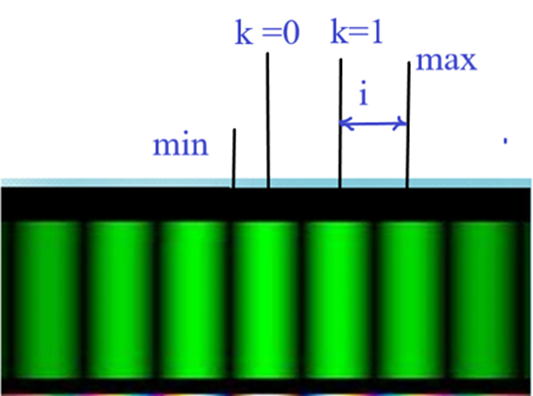 k =0 k=1
max
i
min